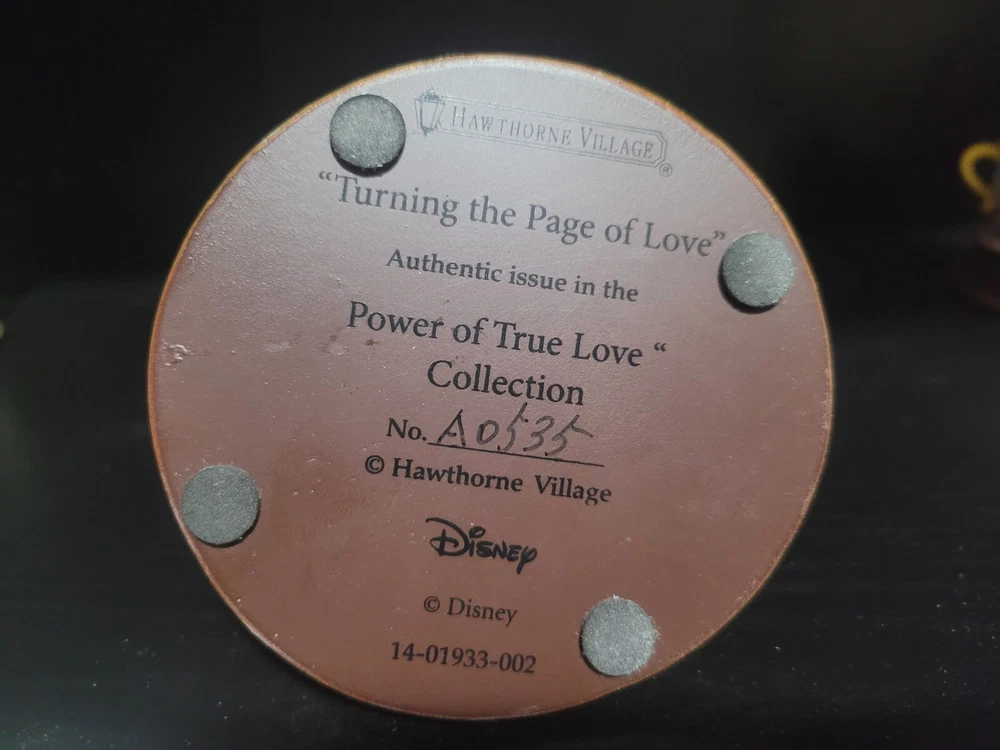 HAWTHORNE VILLAGE ®
“Turning the Page of Love”
Authentic issue in the
Power of True Love “
Collection
No. A0535
© Hawthorne Village
Disney
© Disney
14-01933-002